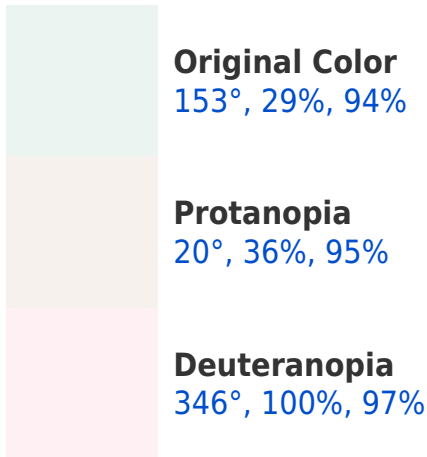 Original Color
153°, 29%, 94%
Protanopia
20°, 36%, 95%
Deuteranopia
346°, 100%, 97%